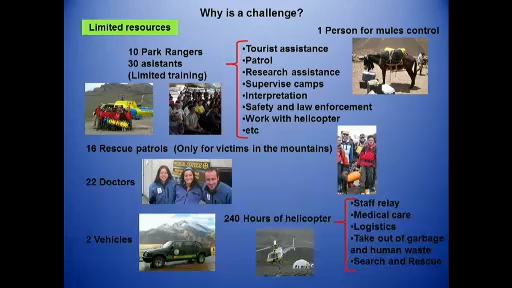 Why is a challenge?
Limited resources
1 Person for mules control
10 Park Rangers
30 asistants
(Limited training)
•Tourist assistance
•Patrol
•Research assistance
•Supervise camps
•Interpretation
•Safety and law enforcement
•Work with helicopter
•etc
16 Rescue patrols (Only for victims in the mountains)
22 Doctors
2 Vehicles
240 Hours of helicopter
•Staff relay
•Medical care
•Logistics
•Take out of garbage
and human waste
•Search and Rescue